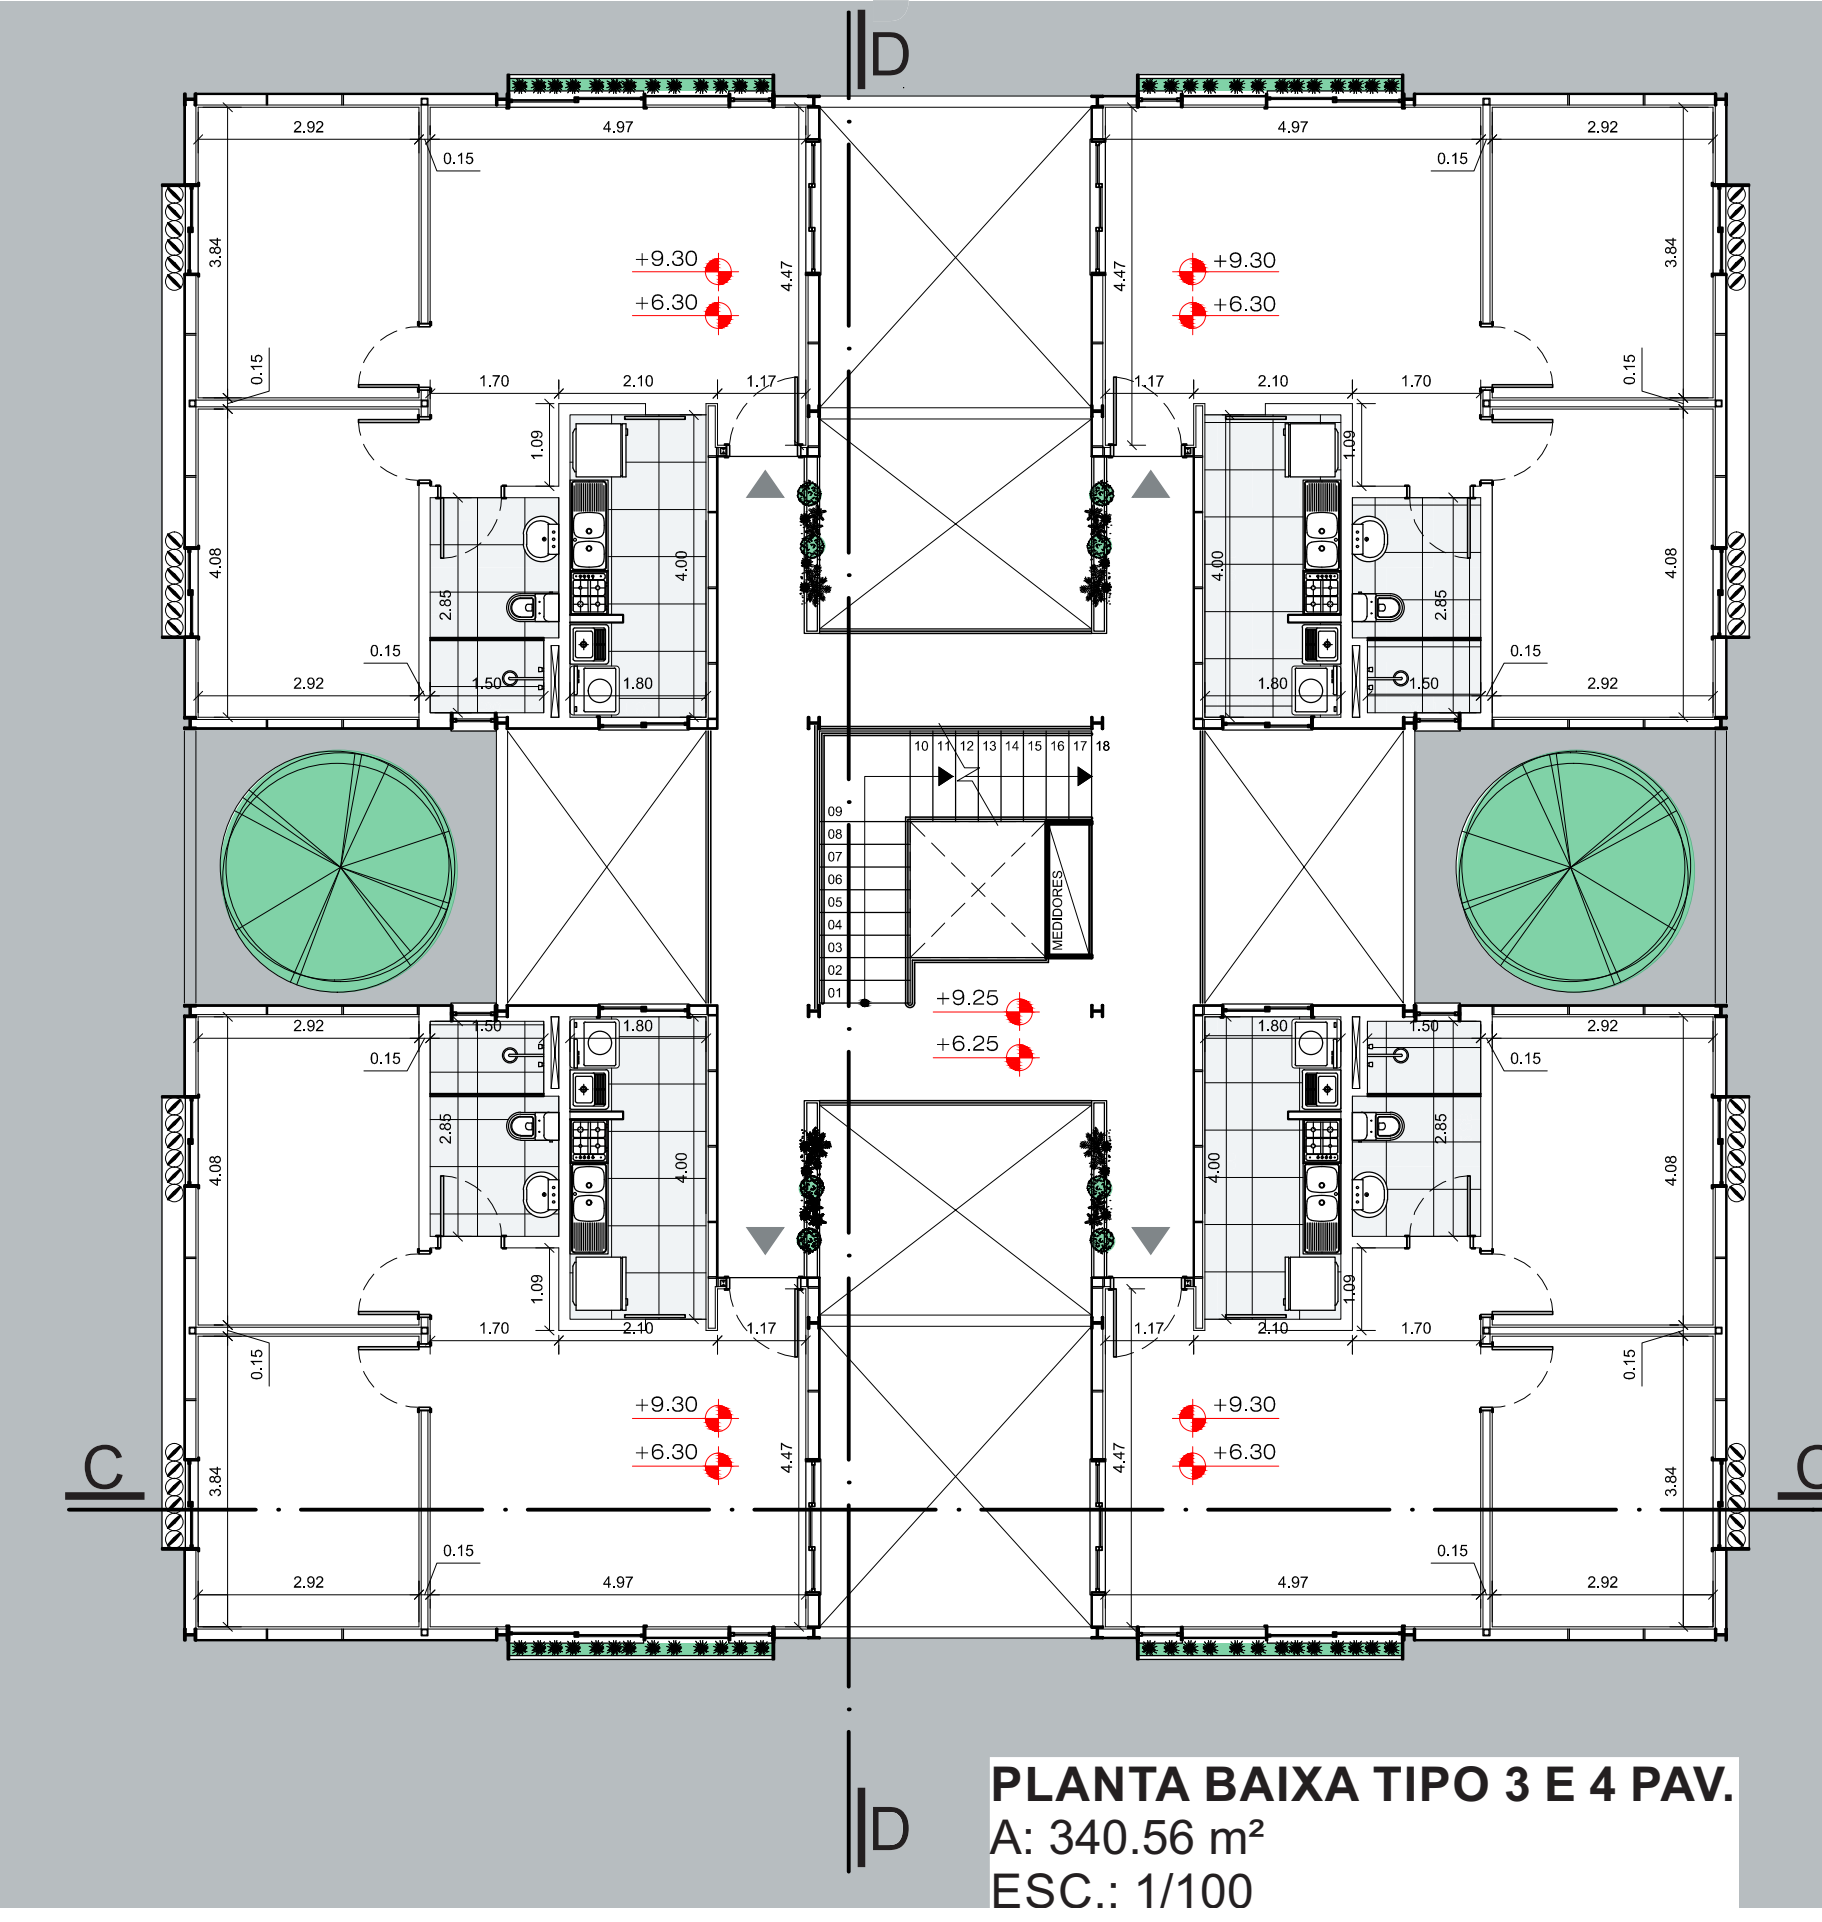 D
2.92 4.97 4.97 2.92
0.15 0.15
3.84 +9.30 4.47 4.47 +9.30 3.84
+6.30 +6.30
0.15 1.70 2.10 1.17 1.17 2.10 1.70 0.15
1.09 1.09
4.08 2.85 4.00 4.00 2.85 4.08
0.15 0.15
2.92 1.50 1.80 1.80 1.50 2.92
10 11 12 13 14 15 16 17 18
09
08
07
06
05
04
03
02
01
MEDIDORES
+9.25
+6.25
2.92 1.50 1.80 1.80 1.50 2.92
0.15 0.15
4.08 2.85 4.00 4.00 2.85 4.08
1.09 1.09
0.15 1.70 2.10 1.17 1.17 2.10 1.70 0.15
+9.30 +9.30
3.84 +6.30 4.47 4.47 +6.30 3.84
C C
0.15 0.15
2.92 4.97 4.97 2.92
D
PLANTA BAIXA TIPO 3 E 4 PAV.
A: 340.56 m²
ESC.: 1/100